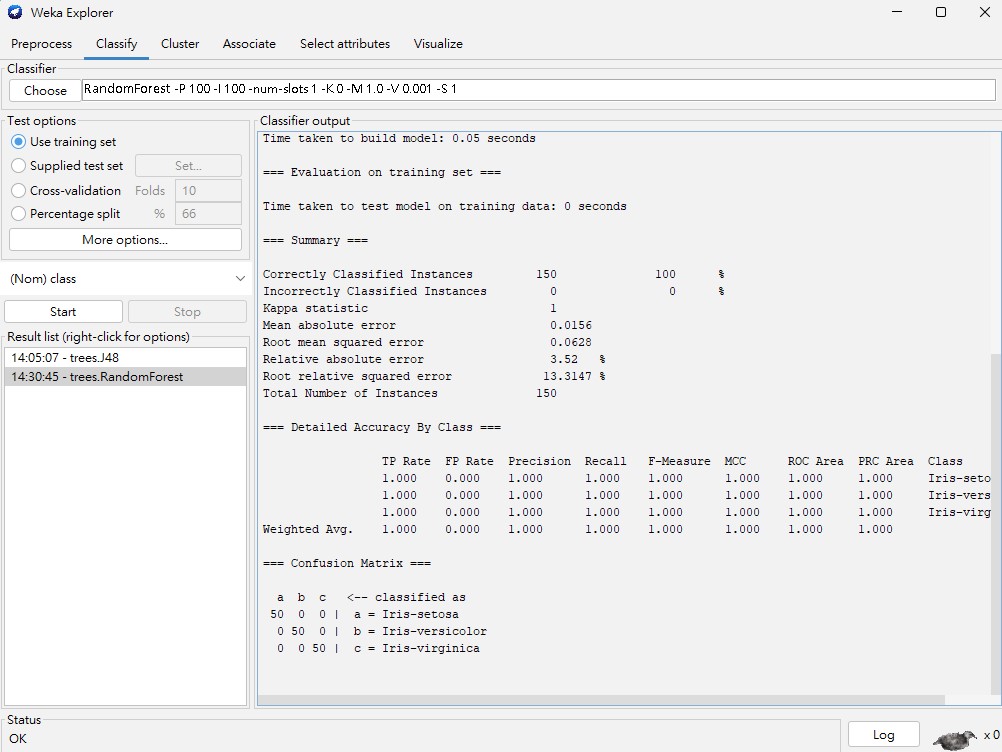 Weka Explorer
Preprocess Classify Cluster Associate Select attributes Visualize
Classifier
Choose RandomForest -P 100 -I 100 -num-slots 1 -K 0 -M 1.0 -V 0.001 -S 1
Test options
Use training set
Supplied test set Set...
Cross-validation Folds 10
Percentage split % 66
More options...
(Nom) class
Start Stop
Result list (right-click for options)
14:05:07 - trees.J48
14:30:45 - trees.RandomForest
Classifier output
Time taken to build model: 0.05 seconds
=== Evaluation on training set ===
Time taken to test model on training data: 0 seconds
=== Summary ===
Correctly Classified Instances 150 100 %
Incorrectly Classified Instances 0 0 %
Kappa statistic 1
Mean absolute error 0.0156
Root mean squared error 0.0628
Relative absolute error 3.52 %
Root relative squared error 13.3147 %
Total Number of Instances 150
=== Detailed Accuracy By Class ===
TP Rate FP Rate Precision Recall F-Measure MCC ROC Area PRC Area Class
1.000 0.000 1.000 1.000 1.000 1.000 1.000 1.000 Iris-seto
1.000 0.000 1.000 1.000 1.000 1.000 1.000 1.000 Iris-vers
1.000 0.000 1.000 1.000 1.000 1.000 1.000 1.000 Iris-virg
Weighted Avg. 1.000 0.000 1.000 1.000 1.000 1.000 1.000 1.000
=== Confusion Matrix ===
a b c <-- classified as
50 0 0 | a = Iris-setosa
0 50 0 | b = Iris-versicolor
0 0 50 | c = Iris-virginica
Status
OK
Log x 0